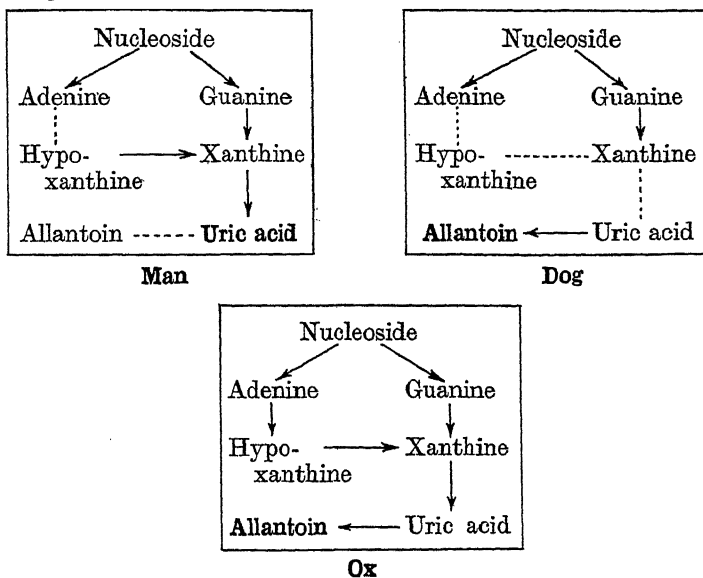 Nucleoside
Adenine Guanine
Hypo- Xanthine
xanthine
Allantoin Uric acid
Man
Nucleoside
Adenine Guanine
Hypo- Xanthine
xanthine
Allantoin Uric acid
Dog
Nucleoside
Adenine Guanine
Hypo- Xanthine
xanthine
Allantoin Uric acid
Ox